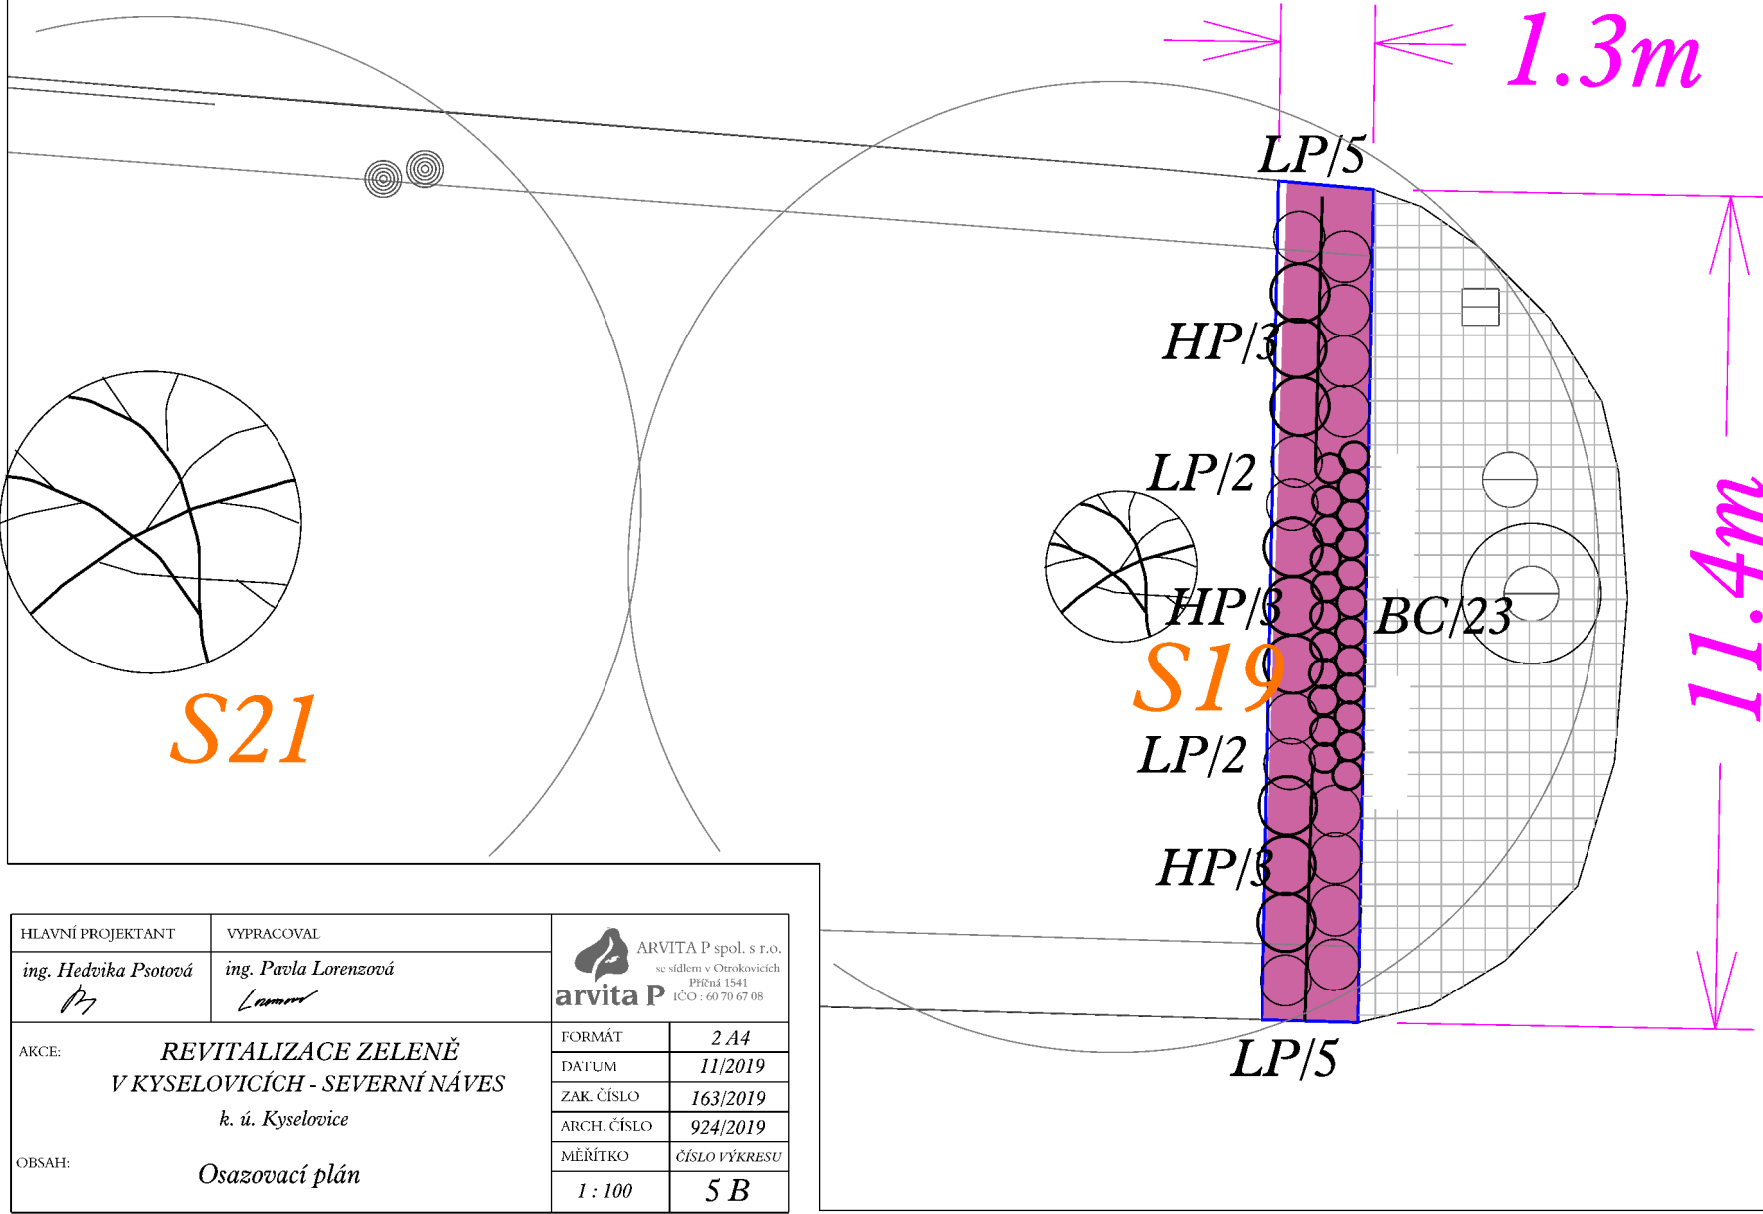 1.3m
LP/5
HP/3
LP/2
11.4m
HP/3
BC/23
S19
S21
LP/2
HP/3
LP/5
HLAVNÍ PROJEKTANT
VYPRACOVAL
ing. Hedvika Psotová
ing. Pavla Lorenzová
ARVITA P spol. s r.o.
se sídlem v Otrokovicích
Příčná 1541
IČO : 60 70 67 08
arvita P
AKCE:
REVITALIZACE ZELENĚ
V KYSELOVICÍCH - SEVERNÍ NÁVES
k. ú. Kyselovice
OBSAH:
Osazovací plán
FORMÁT
2 A4
DATUM
11/2019
ZAK. ČÍSLO
163/2019
ARCH. ČÍSLO
924/2019
MĚŘÍTKO
ČÍSLO VÝKRESU
1 : 100
5 B